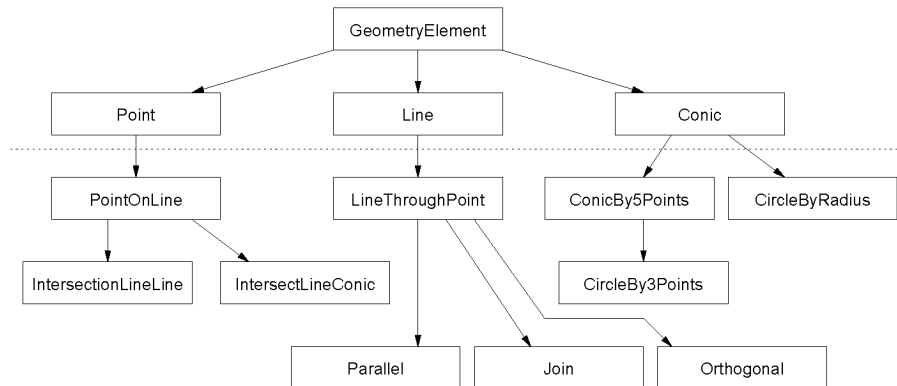 GeometryElement
Point
Line
Conic
PointOnLine
LineThroughPoint
ConicBy5Points
CircleByRadius
IntersectionLineLine
IntersectLineConic
CircleBy3Points
Parallel
Join
Orthogonal